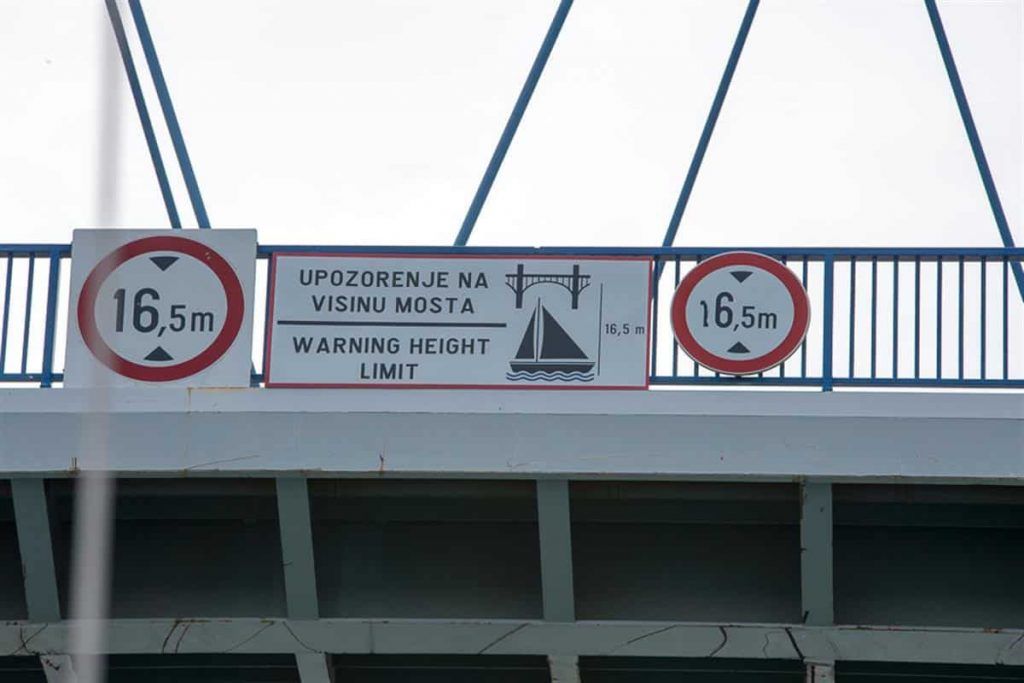 16,5m
UPOZORENJE NA
VISINU MOSTA
WARNING HEIGHT
LIMIT
16,5 m
16,5m